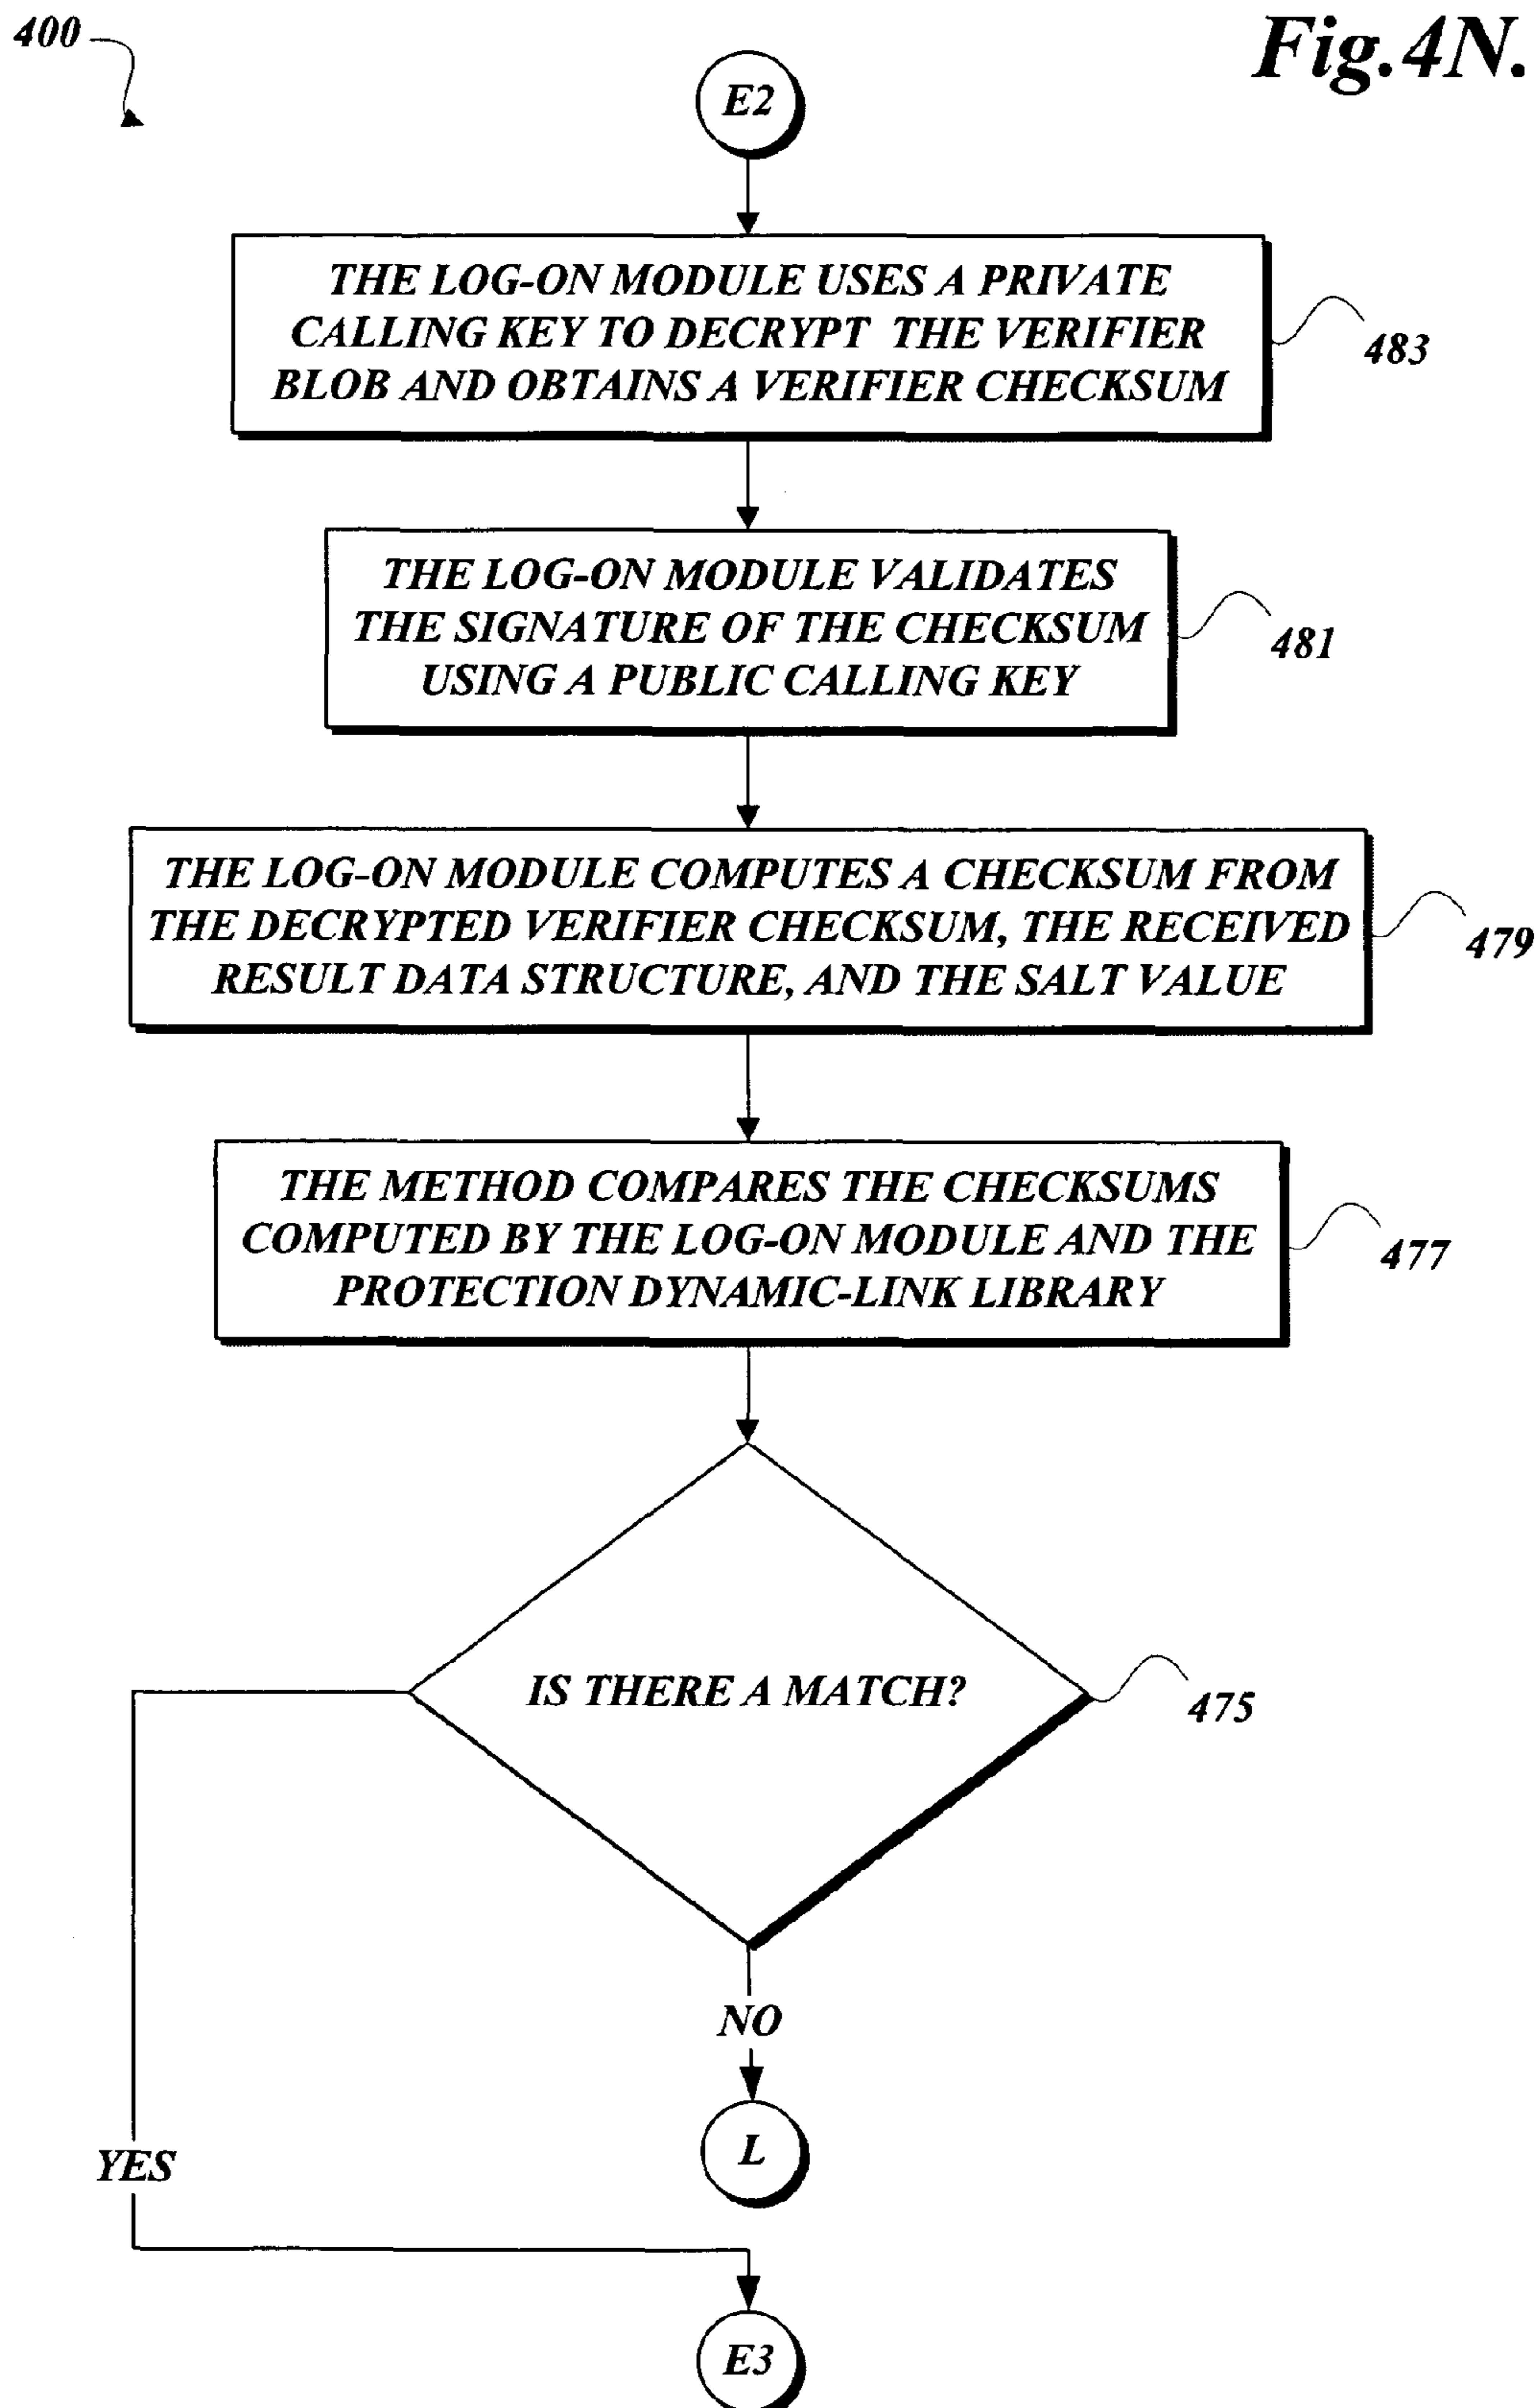 400
Fig.4N.
E2
THE LOG-ON MODULE USES A PRIVATE
CALLING KEY TO DECRYPT THE VERIFIER
BLOB AND OBTAINS A VERIFIER CHECKSUM
483
THE LOG-ON MODULE VALIDATES
THE SIGNATURE OF THE CHECKSUM
USING A PUBLIC CALLING KEY
481
THE LOG-ON MODULE COMPUTES A CHECKSUM FROM
THE DECRYPTED VERIFIER CHECKSUM, THE RECEIVED
RESULT DATA STRUCTURE, AND THE SALT VALUE
479
THE METHOD COMPARES THE CHECKSUMS
COMPUTED BY THE LOG-ON MODULE AND THE
PROTECTION DYNAMIC-LINK LIBRARY
477
IS THERE A MATCH?
475
NO
L
YES
E3